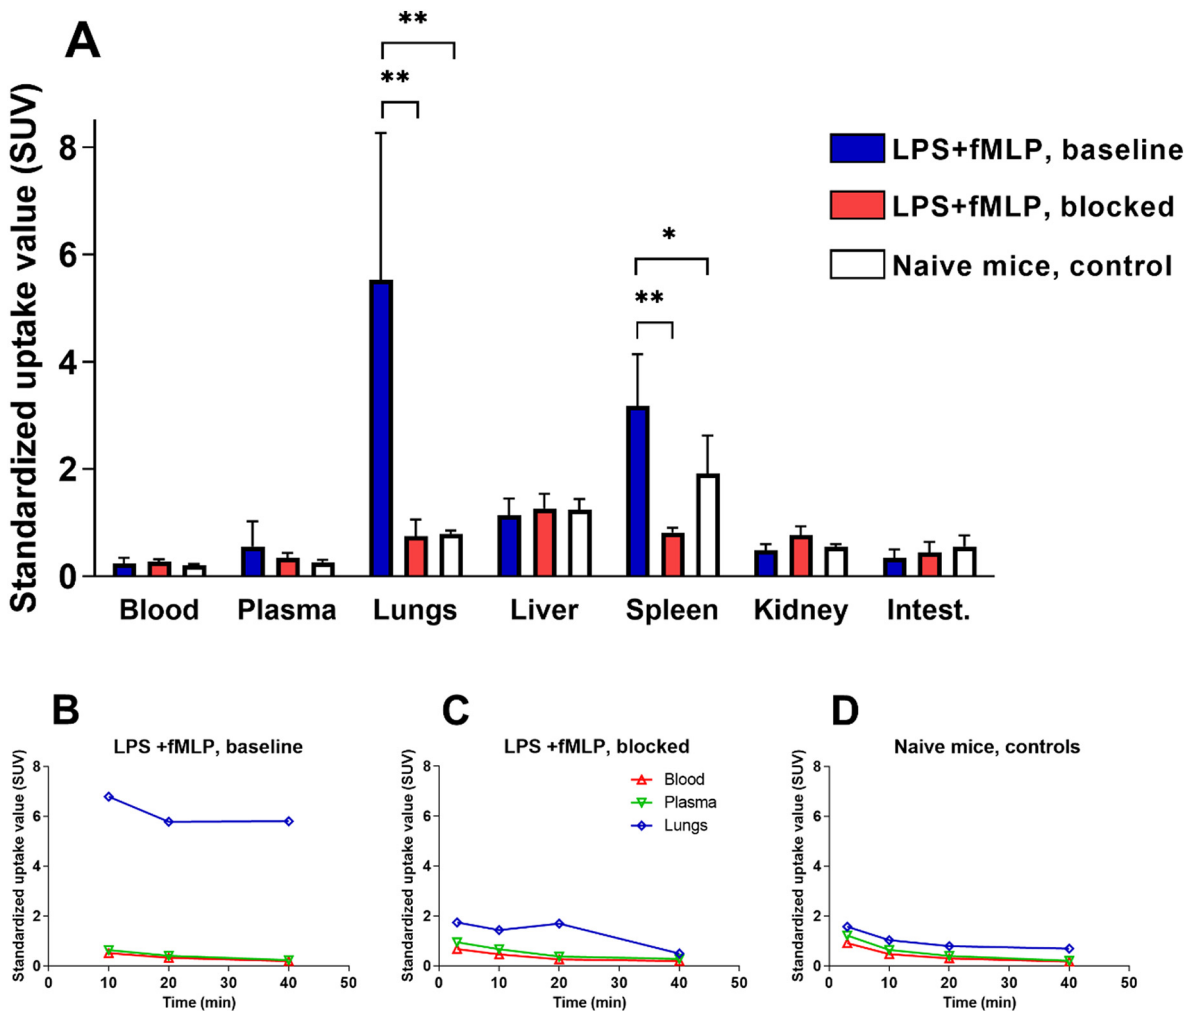 A
Standardized uptake value (SUV)
8
6
4
2
0
**
**
*
**
LPS+fMLP, baseline
LPS+fMLP, blocked
Naive mice, control
Blood Plasma Lungs Liver Spleen Kidney Intest.
B
LPS +fMLP, baseline
Standardized uptake value (SUV)
8
6
4
2
0
0 10 20 30 40 50
Time (min)
C
LPS +fMLP, blocked
Standardized uptake value (SUV)
8
6
4
2
0
Blood
Plasma
Lungs
0 10 20 30 40 50
Time (min)
D
Naive mice, controls
Standardized uptake value (SUV)
8
6
4
2
0
0 10 20 30 40 50
Time (min)